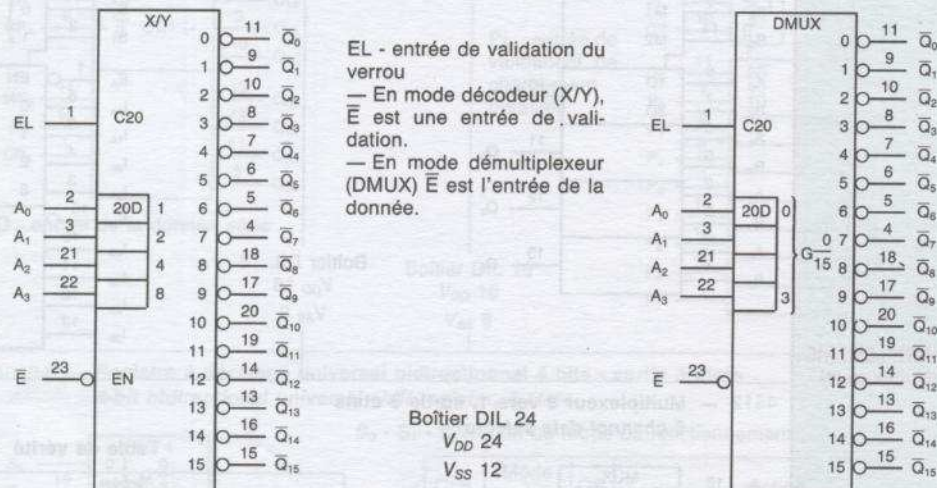 X/Y
0 11 Q̅0
1 9 Q̅1
2 10 Q̅2
EL 1 C20 3 8 Q̅3
4 7 Q̅4
5 6 Q̅5
A0 2 20D 1 6 5 Q̅6
A1 3 2 7 4 Q̅7
A2 21 4 8 18 Q̅8
A3 22 8 9 17 Q̅9
10 20 Q̅10
11 19 Q̅11
E̅ 23 EN 12 14 Q̅12
13 13 Q̅13
14 16 Q̅14
15 15 Q̅15
EL - entrée de validation du
verrou
— En mode décodeur (X/Y),
E̅ est une entrée de vali-
dation.
— En mode démultiplexeur
(DMUX) E̅ est l'entrée de la
donnée.
Boîtier DIL 24
VDD 24
VSS 12
DMUX
0 11 Q̅0
1 9 Q̅1
2 10 Q̅2
EL 1 C20 3 8 Q̅3
4 7 Q̅4
5 6 Q̅5
A0 2 20D 0 6 5 Q̅6
A1 3 G 0 15 7 4 Q̅7
A2 21 8 18 Q̅8
A3 22 3 9 17 Q̅9
10 20 Q̅10
11 19 Q̅11
E̅ 23 12 14 Q̅12
13 13 Q̅13
14 16 Q̅14
15 15 Q̅15